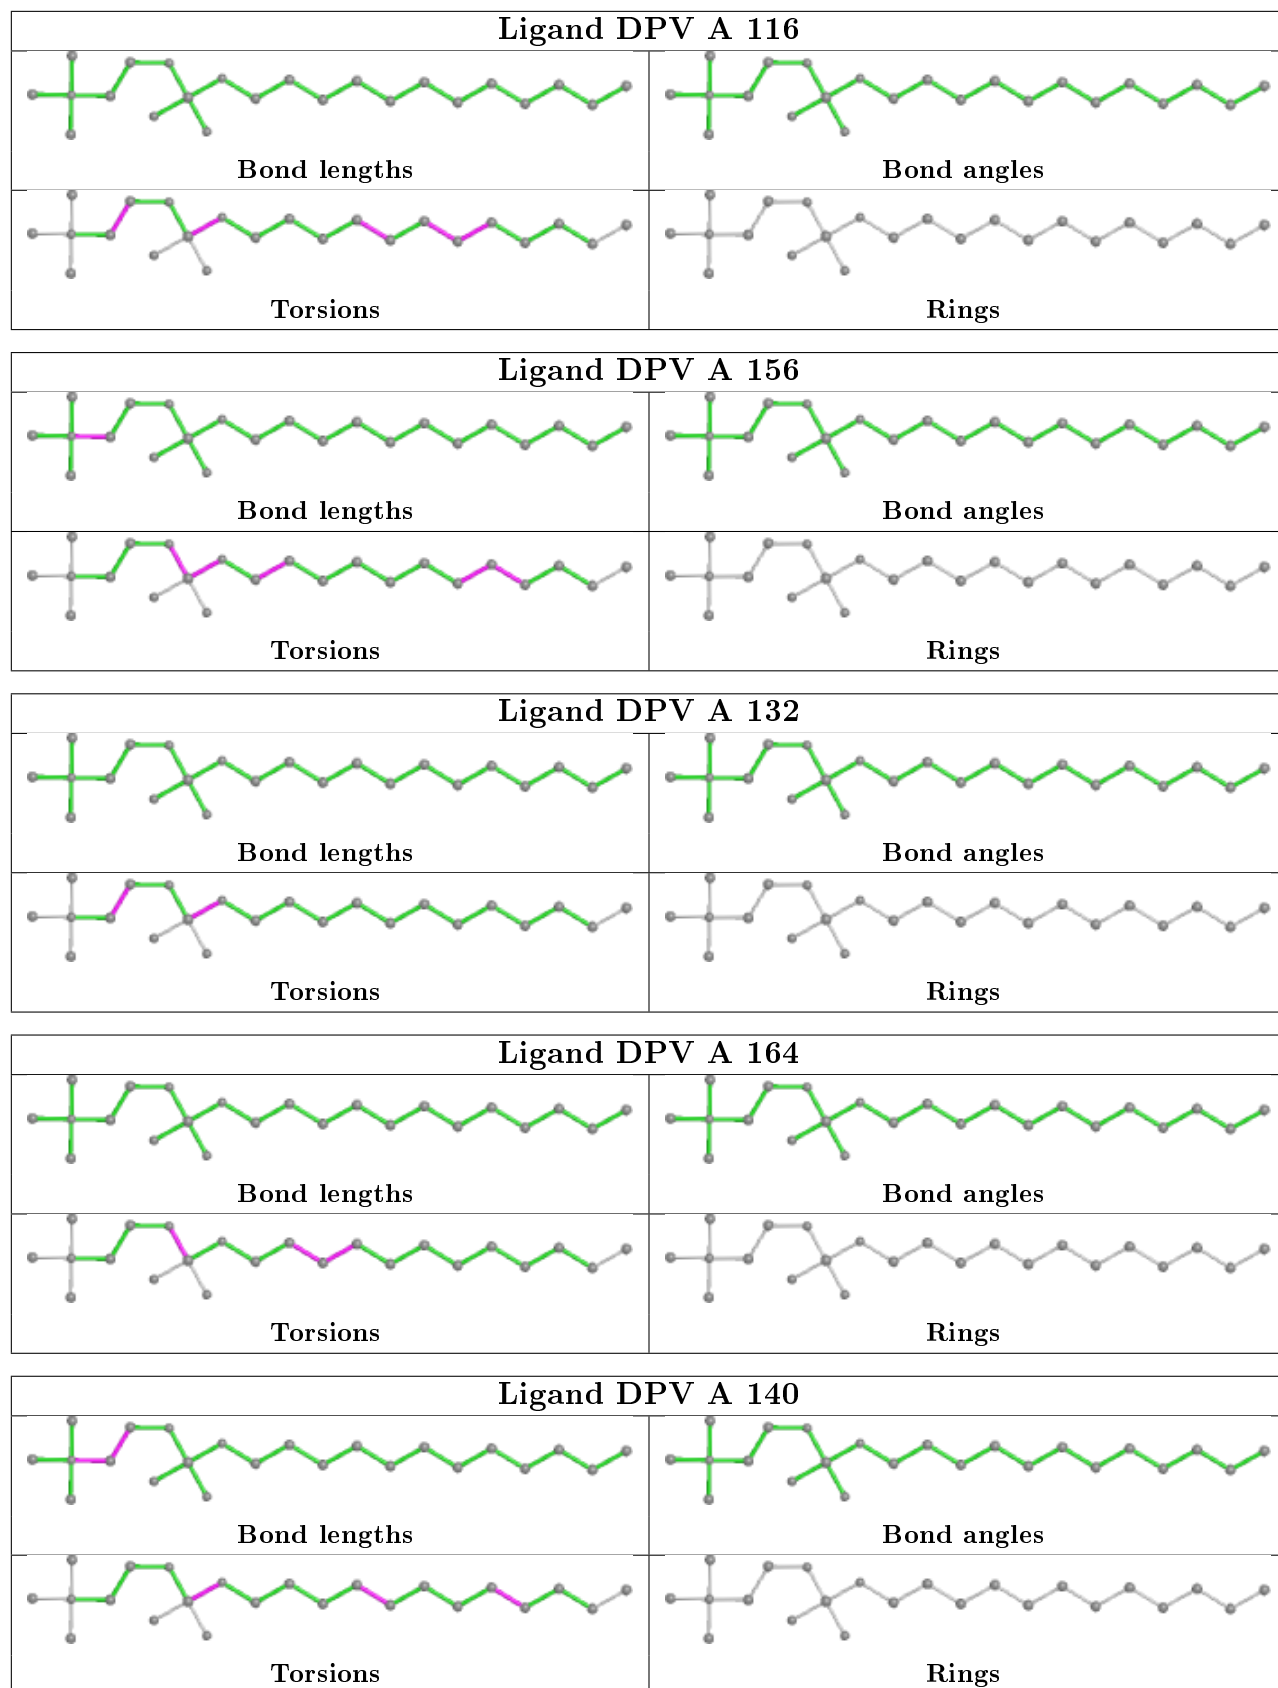 Ligand DPV A 116
Bond lengths
Bond angles
Torsions
Rings
Ligand DPV A 156
Bond lengths
Bond angles
Torsions
Rings
Ligand DPV A 132
Bond lengths
Bond angles
Torsions
Rings
Ligand DPV A 164
Bond lengths
Bond angles
Torsions
Rings
Ligand DPV A 140
Bond lengths
Bond angles
Torsions
Rings